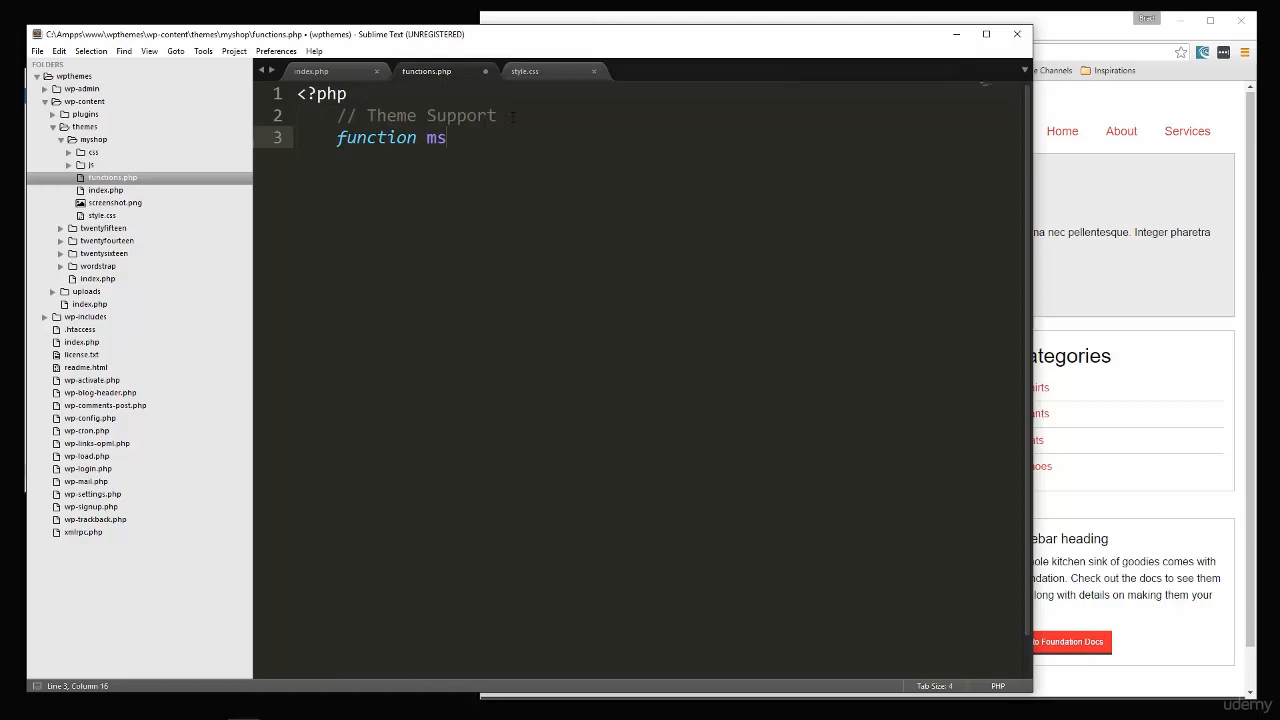 Bred
C:\Ampps\www\wpthemes\wp-content\themes\myshop\functions.php • (wpthemes) - Sublime Text (UNREGISTERED)
File Edit Selection Find View Goto Tools Project Preferences Help
e Channels Inspirations
FOLDERS
wpthemes
wp-admin
wp-content
plugins
themes
myshop
css
js
functions.php
index.php
screenshot.png
style.css
twentyfifteen
twentyfourteen
twentysixteen
wordstrap
index.php
uploads
index.php
wp-includes
.htaccess
index.php
license.txt
readme.html
wp-activate.php
wp-blog-header.php
wp-comments-post.php
wp-config.php
wp-cron.php
wp-links-opml.php
wp-load.php
wp-login.php
wp-mail.php
wp-settings.php
wp-signup.php
wp-trackback.php
xmlrpc.php
index.php functions.php style.css
1 <?php
2 // Theme Support
3 function ms
Home About Services
na nec pellentesque. Integer pharetra
ategories
irts
ants
ts
oes
ebar heading
ole kitchen sink of goodies comes with
ndation. Check out the docs to see them
long with details on making them your
to Foundation Docs
Line 3, Column 16
Tab Size: 4 PHP
udemy